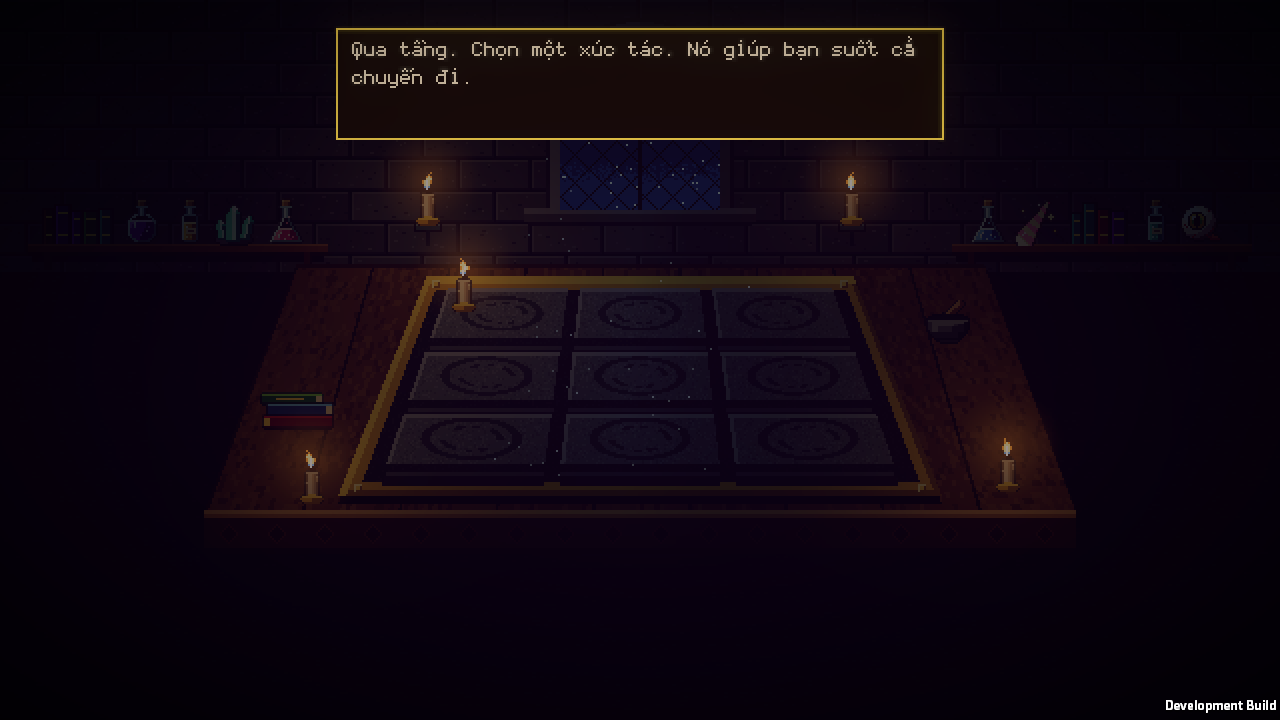 Qua tầng. Chọn một xúc tác. Nó giúp bạn suốt cả
chuyến đi.
Development Build